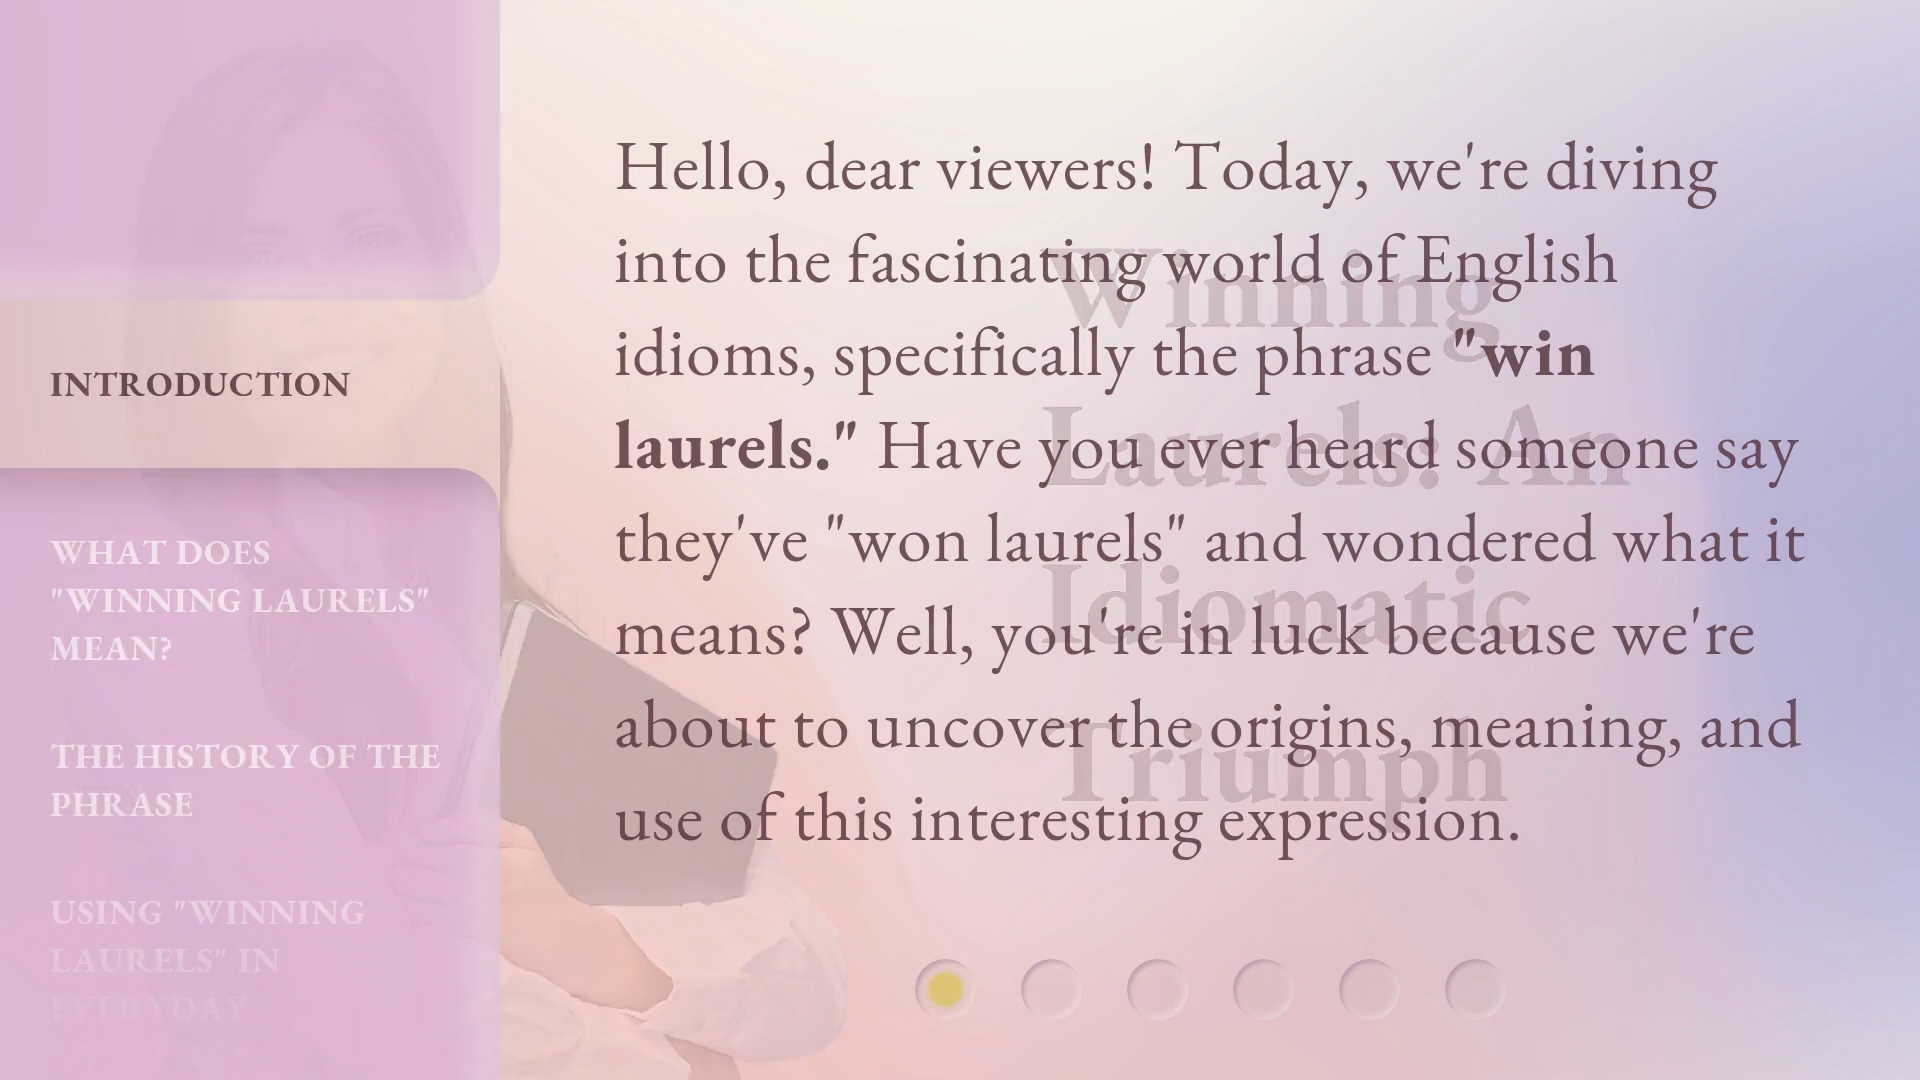 INTRODUCTION
WHAT DOES
"WINNING LAURELS"
MEAN?
THE HISTORY OF THE
PHRASE
USING "WINNING
LAURELS" IN
EVERYDAY
Hello, dear viewers! Today, we're diving
into the fascinating world of English
idioms, specifically the phrase "win
laurels." Have you ever heard someone say
they've "won laurels" and wondered what it
means? Well, you're in luck because we're
about to uncover the origins, meaning, and
use of this interesting expression.
Winning
Laurels: An
Idiomatic
Triumph